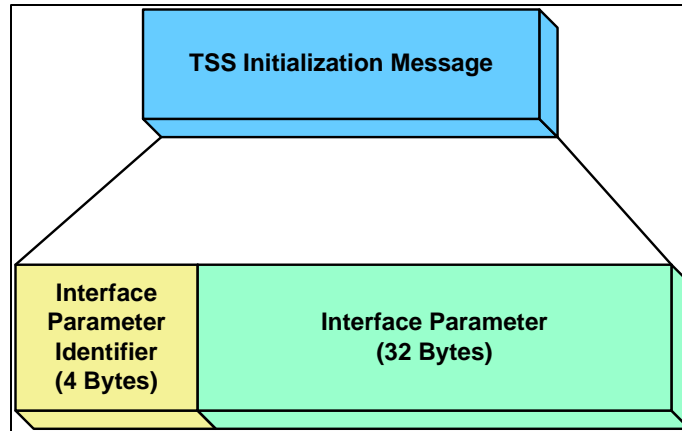 TSS Initialization Message
Interface
Parameter
Identifier
(4 Bytes)
Interface Parameter
(32 Bytes)